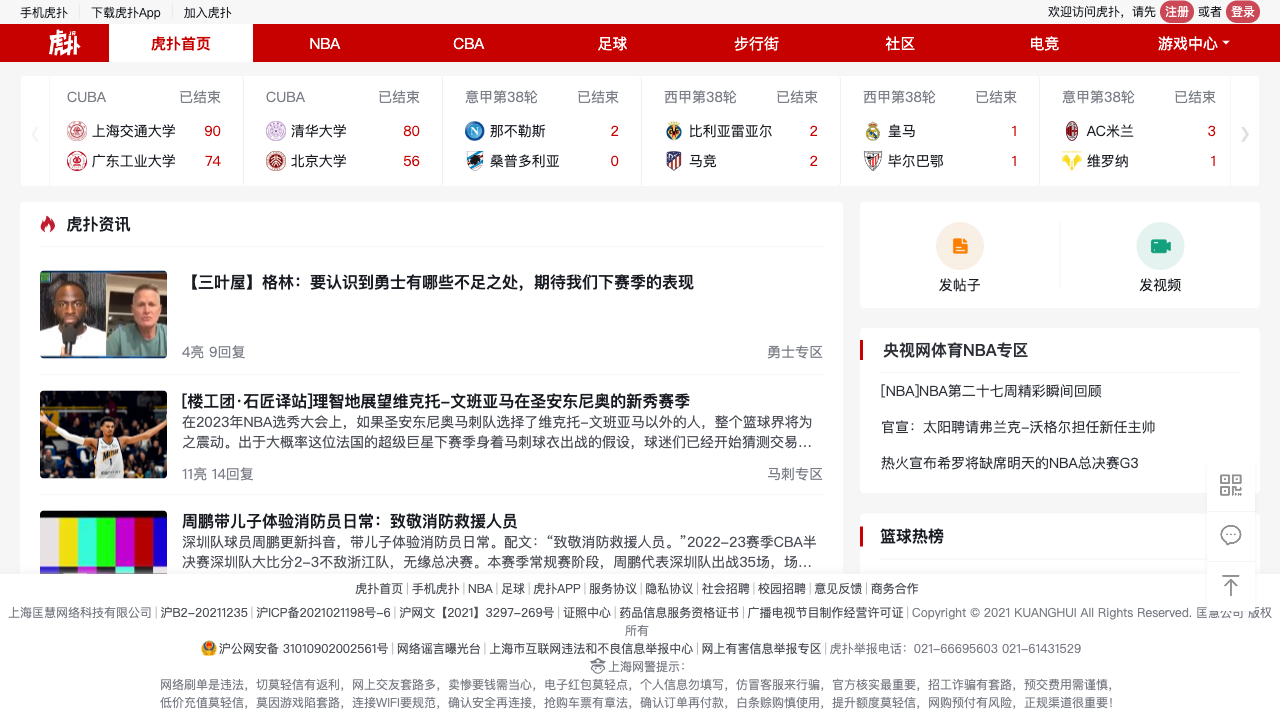 手机虎扑 下载虎扑App 加入虎扑 欢迎访问虎扑，请先 注册 或者 登录
虎扑 虎扑首页 NBA CBA 足球 步行街 社区 电竞 游戏中心
CUBA 已结束
上海交通大学 90
广东工业大学 74
CUBA 已结束
清华大学 80
北京大学 56
意甲第38轮 已结束
那不勒斯 2
桑普多利亚 0
西甲第38轮 已结束
比利亚雷亚尔 2
马竞 2
西甲第38轮 已结束
皇马 1
毕尔巴鄂 1
意甲第38轮 已结束
AC米兰 3
维罗纳 1
虎扑资讯
【三叶屋】格林：要认识到勇士有哪些不足之处，期待我们下赛季的表现
4亮 9回复 勇士专区
[楼工团·石匠译站]理智地展望维克托-文班亚马在圣安东尼奥的新秀赛季
在2023年NBA选秀大会上，如果圣安东尼奥马刺队选择了维克托-文班亚马以外的人，整个篮球界将为
之震动。出于大概率这位法国的超级巨星下赛季身着马刺球衣出战的假设，球迷们已经开始猜测交易...
11亮 14回复 马刺专区
周鹏带儿子体验消防员日常：致敬消防救援人员
深圳队球员周鹏更新抖音，带儿子体验消防员日常。配文：“致敬消防救援人员。”2022-23赛季CBA半
决赛深圳队大比分2-3不敌浙江队，无缘总决赛。本赛季常规赛阶段，周鹏代表深圳队出战35场，场...
发帖子 发视频
央视网体育NBA专区
[NBA]NBA第二十七周精彩瞬间回顾
官宣：太阳聘请弗兰克-沃格尔担任新任主帅
热火宣布希罗将缺席明天的NBA总决赛G3
篮球热榜
虎扑首页 | 手机虎扑 | NBA | 足球 | 虎扑APP | 服务协议 | 隐私协议 | 社会招聘 | 校园招聘 | 意见反馈 | 商务合作
上海匡慧网络科技有限公司 | 沪B2-20211235 | 沪ICP备2021021198号-6 | 沪网文【2021】3297-269号 | 证照中心 | 药品信息服务资格证书 | 广播电视节目制作经营许可证 | Copyright © 2021 KUANGHUI All Rights Reserved. 匡慧公司 版权
所有
沪公网安备 31010902002561号 | 网络谣言曝光台 | 上海市互联网违法和不良信息举报中心 | 网上有害信息举报专区 | 虎扑举报电话：021-66695603 021-61431529
上海网警提示：
网络刷单是违法，切莫轻信有返利，网上交友套路多，卖惨要钱需当心，电子红包莫轻点，个人信息勿填写，仿冒客服来行骗，官方核实最重要，招工诈骗有套路，预交费用需谨慎，
低价充值莫轻信，莫因游戏陷套路，连接WIFI要规范，确认安全再连接，抢购车票有章法，确认订单再付款，白条赊购慎使用，提升额度莫轻信，网购预付有风险，正规渠道很重要！